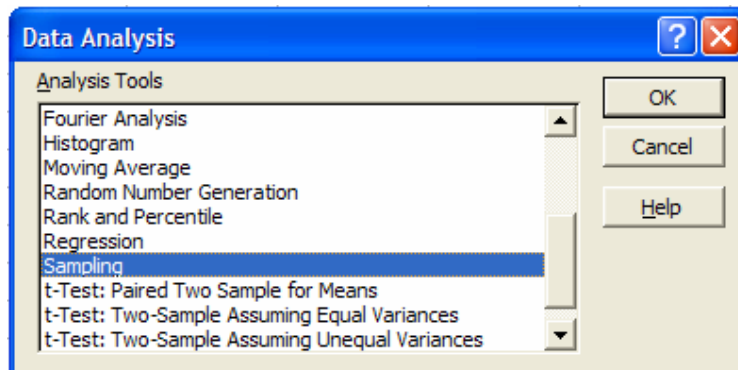 Data Analysis
Analysis Tools
Fourier Analysis
Histogram
Moving Average
Random Number Generation
Rank and Percentile
Regression
Sampling
t-Test: Paired Two Sample for Means
t-Test: Two-Sample Assuming Equal Variances
t-Test: Two-Sample Assuming Unequal Variances
OK
Cancel
Help